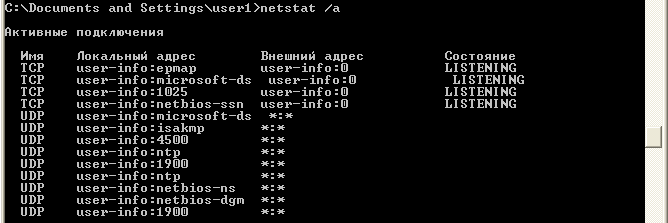 C:\Documents and Settings\user1>netstat /a
Активные подключения
Имя Локальный адрес Внешний адрес Состояние
TCP user-info:epmap user-info:0 LISTENING
TCP user-info:microsoft-ds user-info:0 LISTENING
TCP user-info:1025 user-info:0 LISTENING
TCP user-info:netbios-ssn user-info:0 LISTENING
UDP user-info:microsoft-ds *:*
UDP user-info:isakmp *:*
UDP user-info:4500 *:*
UDP user-info:ntp *:*
UDP user-info:1900 *:*
UDP user-info:ntp *:*
UDP user-info:netbios-ns *:*
UDP user-info:netbios-dgm *:*
UDP user-info:1900 *:*